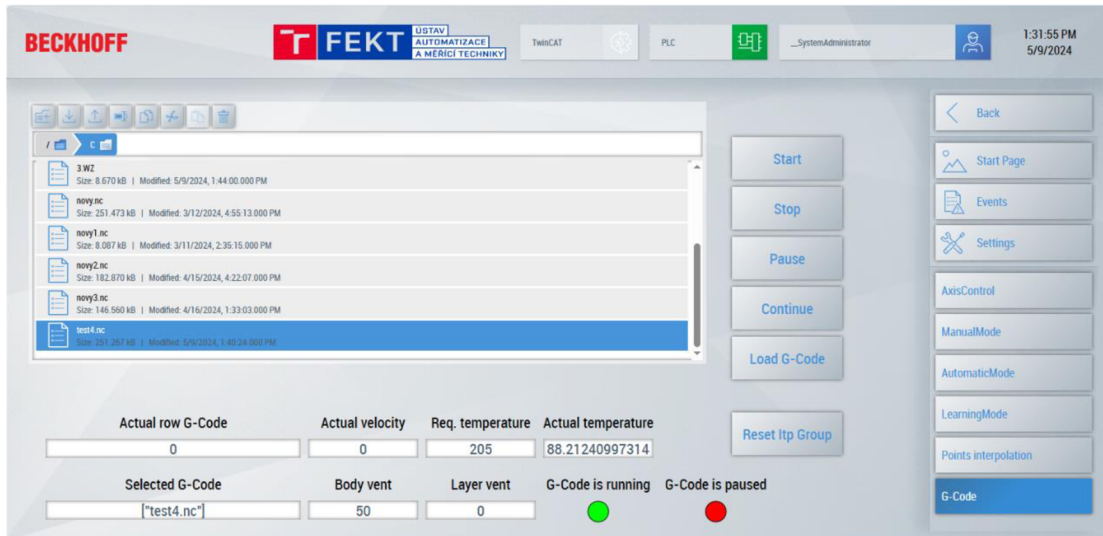 BECKHOFF
FEKT
ÚSTAV
AUTOMATIZACE
A MĚŘICÍ TECHNIKY
TwinCAT
PLC
__SystemAdministrator
1:31:55 PM
5/9/2024
/
C
3.WZ
Size: 8.670 kB | Modified: 5/9/2024, 1:44:00.000 PM
novy.nc
Size: 251.473 kB | Modified: 3/12/2024, 4:55:13.000 PM
novy1.nc
Size: 8.087 kB | Modified: 3/11/2024, 2:35:15.000 PM
novy2.nc
Size: 182.870 kB | Modified: 4/15/2024, 4:22:07.000 PM
novy3.nc
Size: 146.560 kB | Modified: 4/16/2024, 1:33:03.000 PM
test4.nc
Size: 251.267 kB | Modified: 5/9/2024, 1:40:24.000 PM
Start
Stop
Pause
Continue
Load G-Code
Reset Itp Group
Actual row G-Code
0
Actual velocity
0
Req. temperature
205
Actual temperature
88.21240997314
Selected G-Code
["test4.nc"]
Body vent
50
Layer vent
0
G-Code is running
G-Code is paused
Back
Start Page
Events
Settings
AxisControl
ManualMode
AutomaticMode
LearningMode
Points interpolation
G-Code